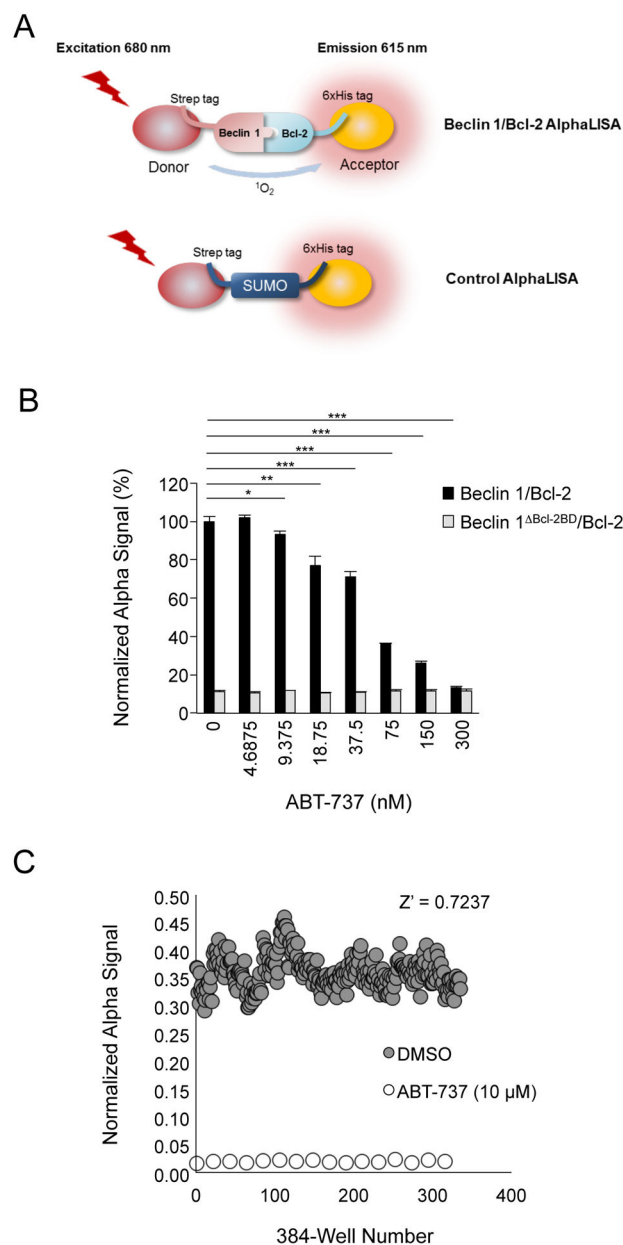 A
Excitation 680 nm
Emission 615 nm
Strep tag
6xHis tag
Beclin 1
Bcl-2
Beclin 1/Bcl-2 AlphaLISA
Donor
Acceptor
¹O₂
Strep tag
6xHis tag
SUMO
Control AlphaLISA
B
***
***
***
***
**
*
Normalized Alpha Signal (%)
120
100
80
60
40
20
0
Beclin 1/Bcl-2
Beclin 1ΔBcl-2BD/Bcl-2
0
4.6875
9.375
18.75
37.5
75
150
300
ABT-737 (nM)
C
Normalized Alpha Signal
0.50
0.45
0.40
0.35
0.30
0.25
0.20
0.15
0.10
0.05
0.00
Z' = 0.7237
DMSO
ABT-737 (10 µM)
0
100
200
300
400
384-Well Number